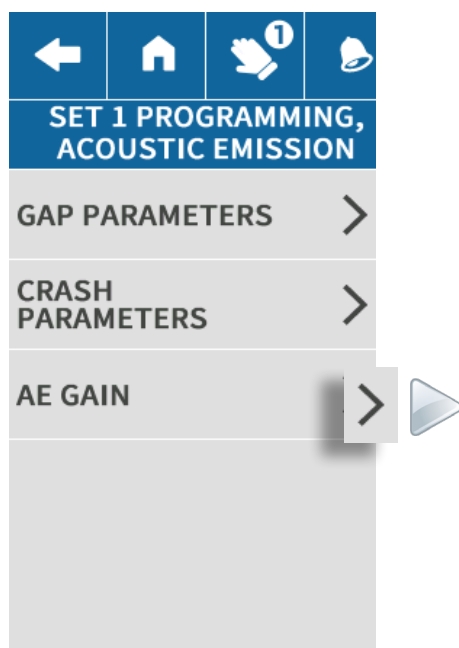 1
SET 1 PROGRAMMING,
ACOUSTIC EMISSION
GAP PARAMETERS
CRASH
PARAMETERS
AE GAIN